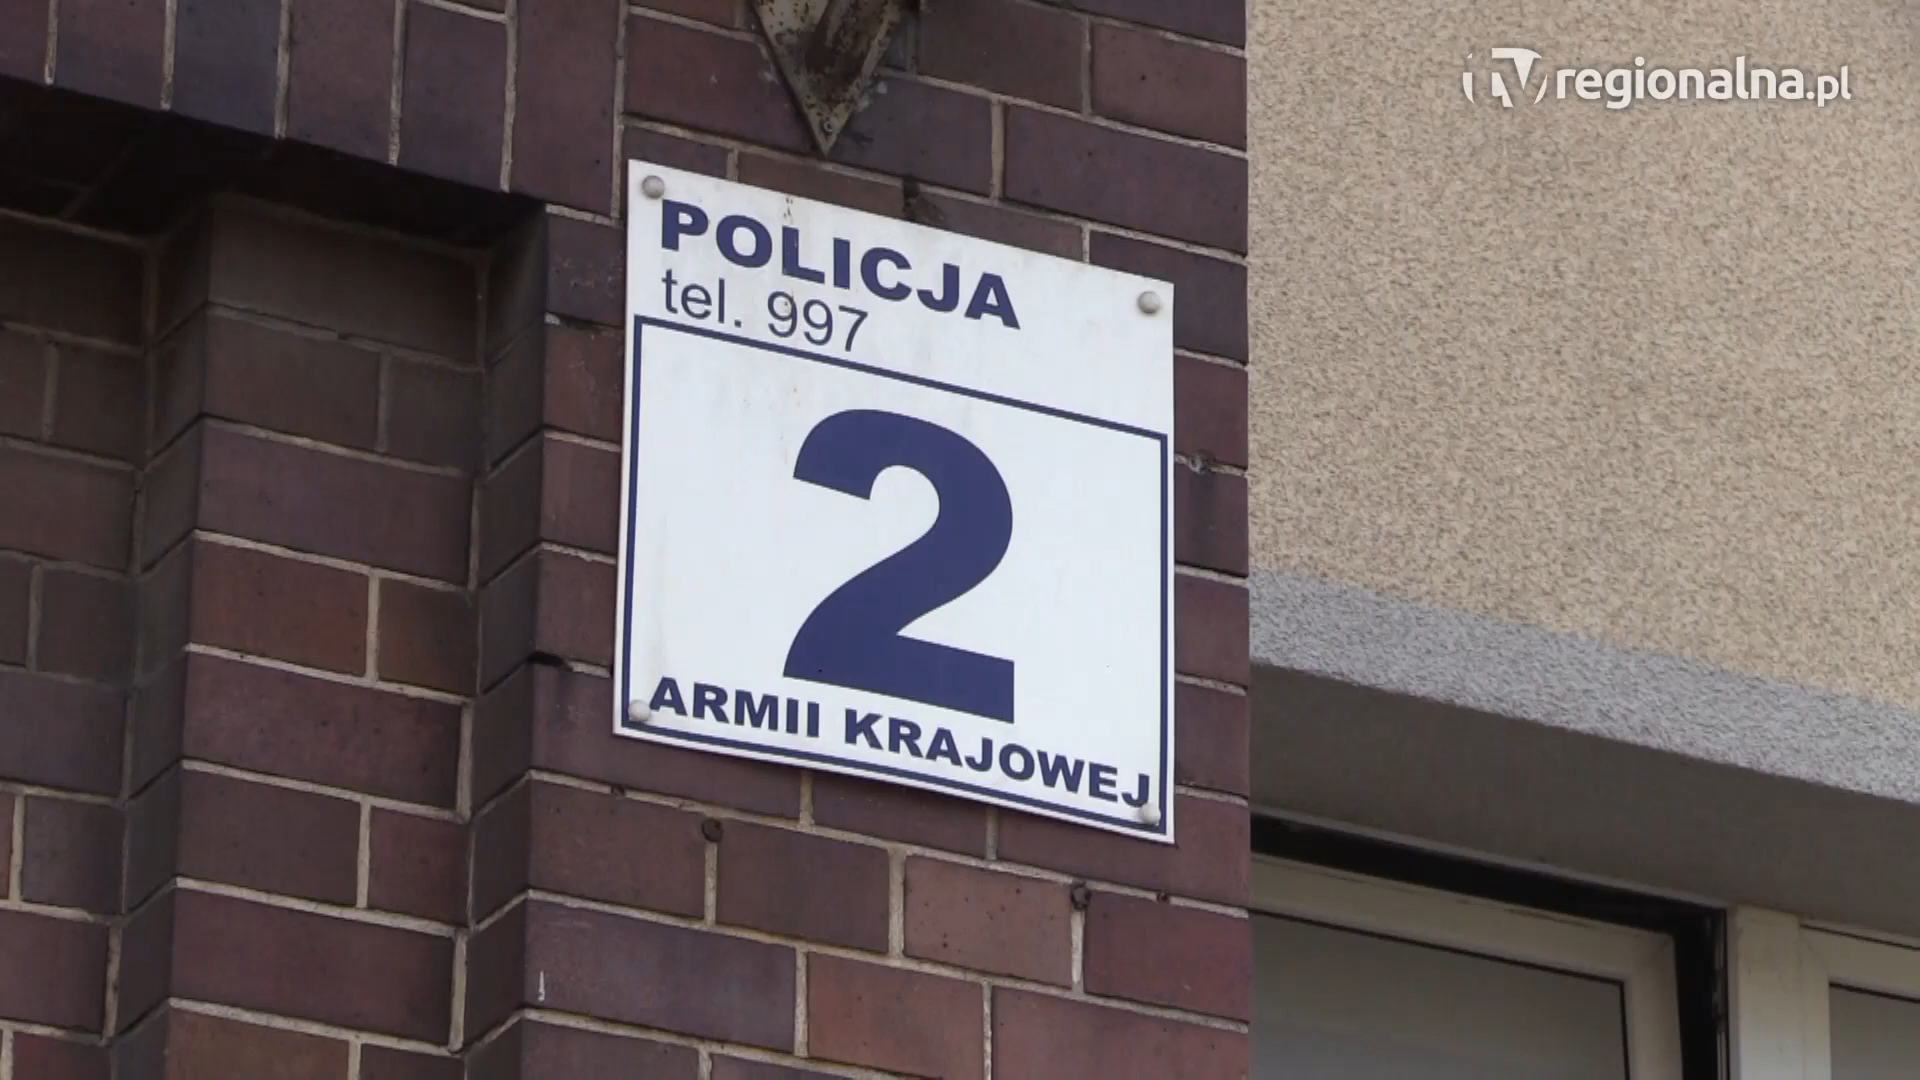 TVregionalna.pl
POLICJA
tel. 997
2
ARMII KRAJOWEJ